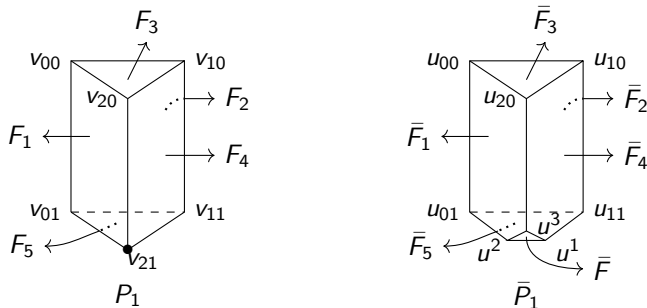 F₃ F̄₃
v₀₀ v₁₀ u₀₀ u₁₀
v₂₀ F₂ u₂₀ F̄₂
F₁ F₄ F̄₁ F̄₄
v₀₁ v₁₁ u₀₁ u₁₁
F₅ v₂₁ F̄₅ u² u³ u¹ F̄
P₁ P̄₁